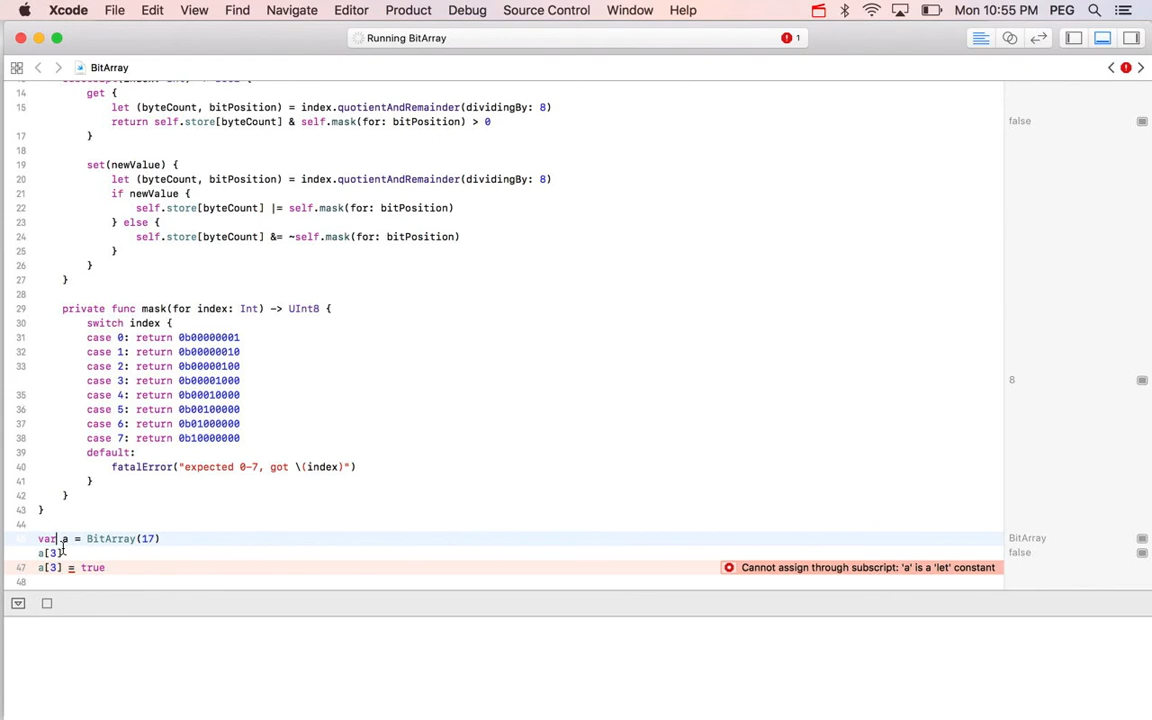 Xcode File Edit View Find Navigate Editor Product Debug Source Control Window Help Mon 10:55 PM PEG
Running BitArray 1
BitArray
14 get {
15 let (byteCount, bitPosition) = index.quotientAndRemainder(dividingBy: 8)
return self.store[byteCount] & self.mask(for: bitPosition) > 0 false
17 }
18
19 set(newValue) {
20 let (byteCount, bitPosition) = index.quotientAndRemainder(dividingBy: 8)
21 if newValue {
22 self.store[byteCount] |= self.mask(for: bitPosition)
23 } else {
24 self.store[byteCount] &= ~self.mask(for: bitPosition)
25 }
26 }
27 }
28
29 private func mask(for index: Int) -> UInt8 {
30 switch index {
31 case 0: return 0b00000001
32 case 1: return 0b00000010
33 case 2: return 0b00000100
case 3: return 0b00001000 8
35 case 4: return 0b00010000
36 case 5: return 0b00100000
37 case 6: return 0b01000000
38 case 7: return 0b10000000
39 default:
40 fatalError("expected 0-7, got \(index)")
41 }
42 }
43 }
44
var a = BitArray(17) BitArray
a[3] false
47 a[3] = true Cannot assign through subscript: 'a' is a 'let' constant
48